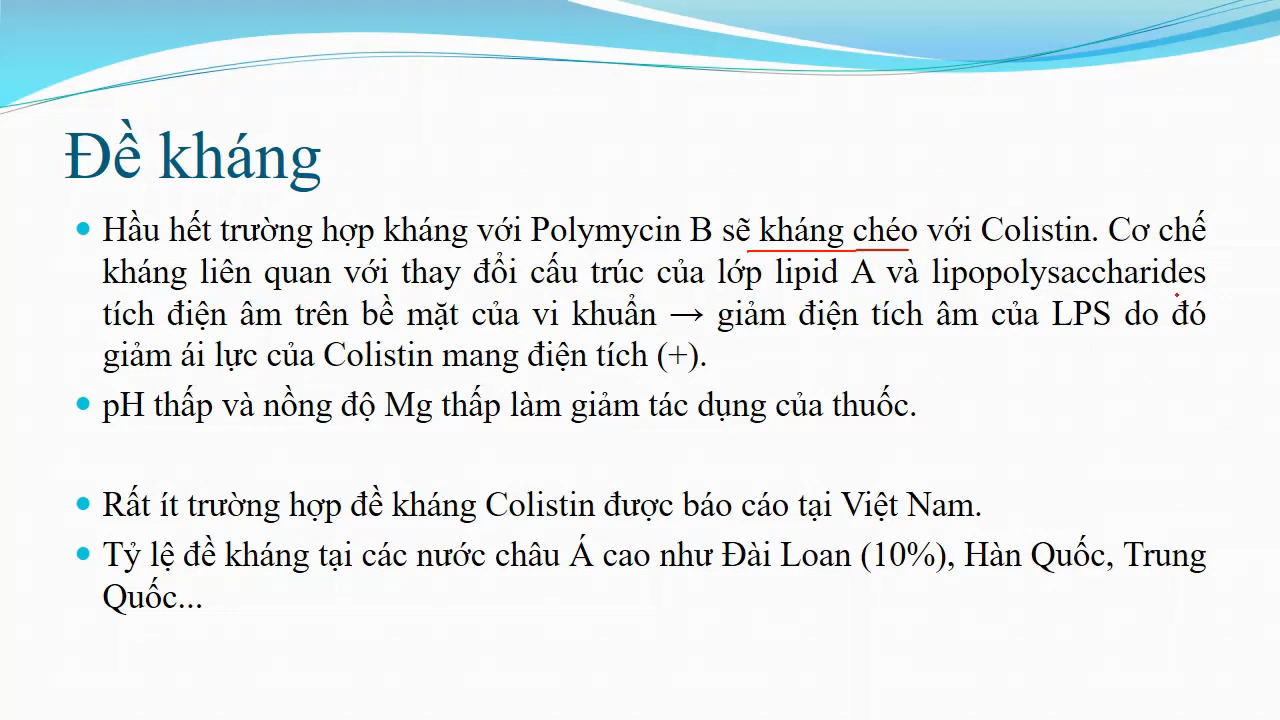 Đề kháng
• Hầu hết trường hợp kháng với Polymycin B sẽ kháng chéo với Colistin. Cơ chế
kháng liên quan với thay đổi cấu trúc của lớp lipid A và lipopolysaccharides
tích điện âm trên bề mặt của vi khuẩn → giảm điện tích âm của LPS do đó
giảm ái lực của Colistin mang điện tích (+).
• pH thấp và nồng độ Mg thấp làm giảm tác dụng của thuốc.
• Rất ít trường hợp đề kháng Colistin được báo cáo tại Việt Nam.
• Tỷ lệ đề kháng tại các nước châu Á cao như Đài Loan (10%), Hàn Quốc, Trung
Quốc...